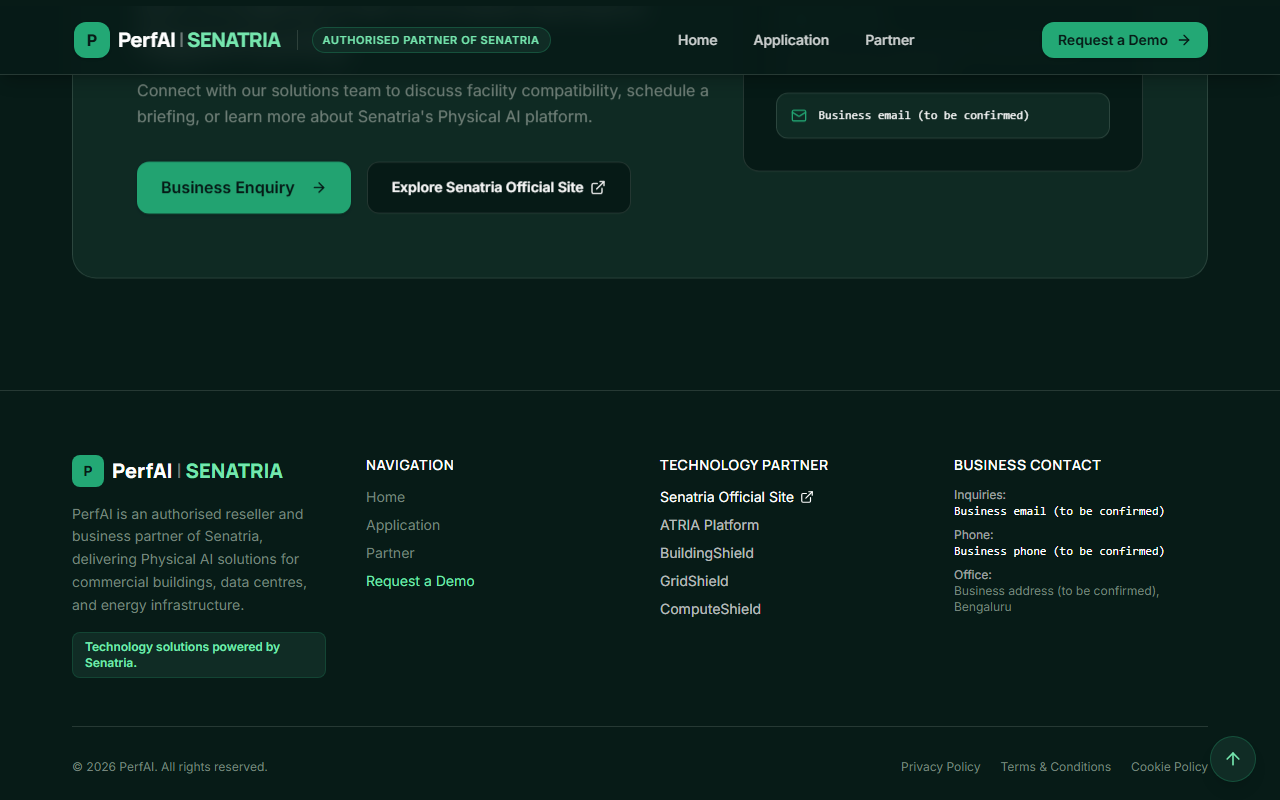 P PerfAI | SENATRIA AUTHORISED PARTNER OF SENATRIA Home Application Partner Request a Demo
Connect with our solutions team to discuss facility compatibility, schedule a
briefing, or learn more about Senatria's Physical AI platform.
Business Enquiry Explore Senatria Official Site
Business email (to be confirmed)
P PerfAI | SENATRIA
PerfAI is an authorised reseller and
business partner of Senatria,
delivering Physical AI solutions for
commercial buildings, data centres,
and energy infrastructure.
Technology solutions powered by
Senatria.
NAVIGATION
Home
Application
Partner
Request a Demo
TECHNOLOGY PARTNER
Senatria Official Site
ATRIA Platform
BuildingShield
GridShield
ComputeShield
BUSINESS CONTACT
Inquiries:
Business email (to be confirmed)
Phone:
Business phone (to be confirmed)
Office:
Business address (to be confirmed),
Bengaluru
© 2026 PerfAI. All rights reserved.
Privacy Policy Terms & Conditions Cookie Policy